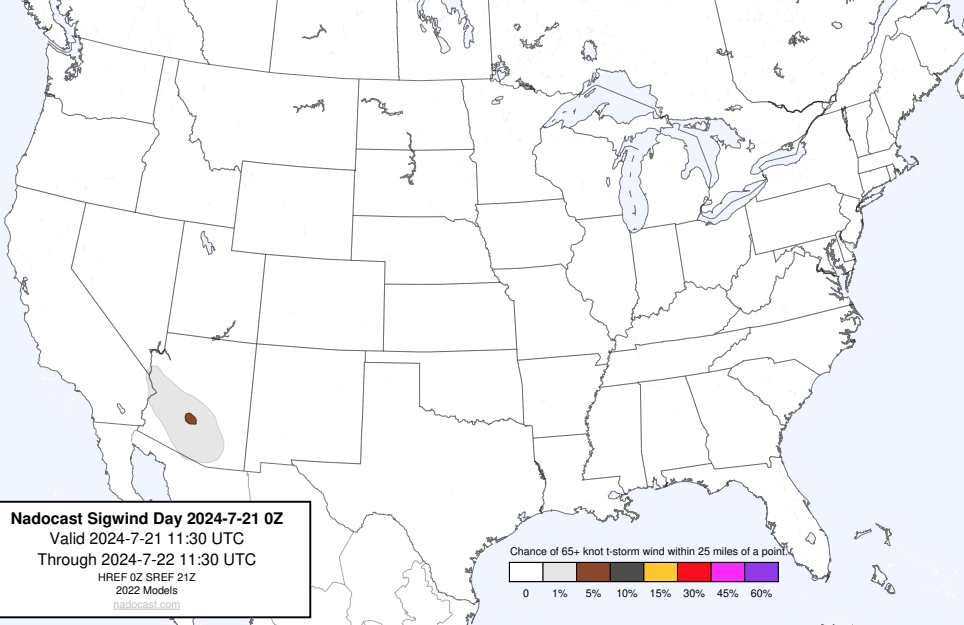 Nadocast Sigwind Day 2024-7-21 0Z
Valid 2024-7-21 11:30 UTC
Through 2024-7-22 11:30 UTC
HREF 0Z SREF 21Z
2022 Models
nadocast.com
Chance of 65+ knot t-storm wind within 25 miles of a point.
0 1% 5% 10% 15% 30% 45% 60%